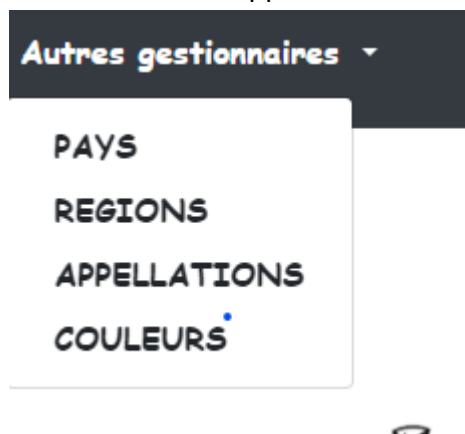 Autres gestionnaires
PAYS
REGIONS
APPELLATIONS
COULEURS